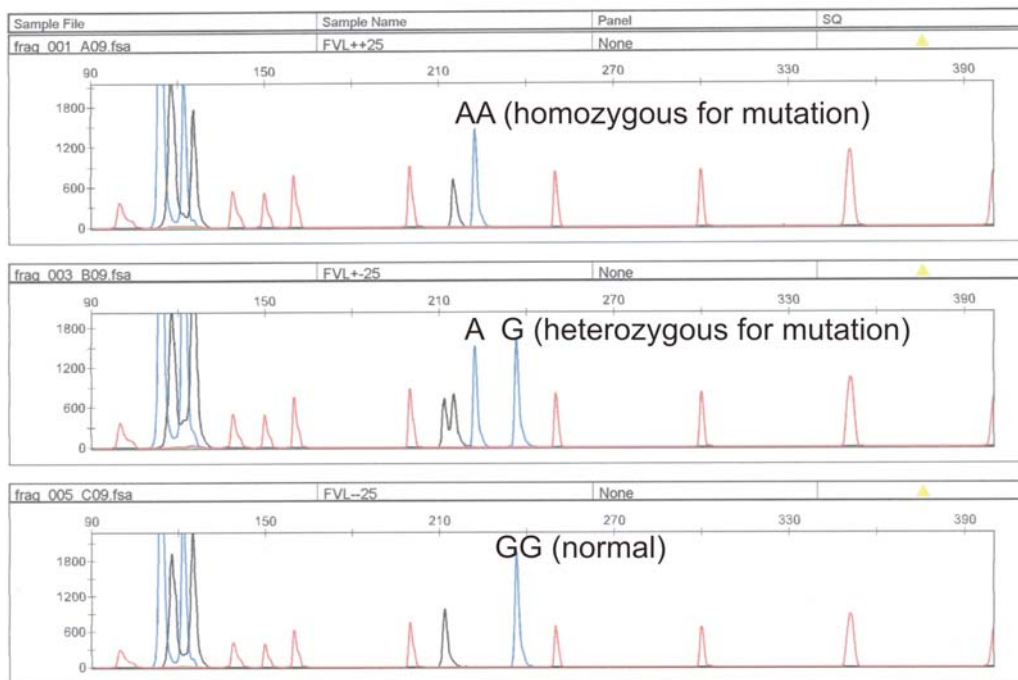 Sample File Sample Name Panel SQ
frag_001_A09.fsa FVL++25 None
90 150 210 270 330 390
AA (homozygous for mutation)
1800
1200
600
0
frag_003_B09.fsa FVL+-25 None
90 150 210 270 330 390
A G (heterozygous for mutation)
1800
1200
600
0
frag_005_C09.fsa FVL--25 None
90 150 210 270 330 390
GG (normal)
1800
1200
600
0